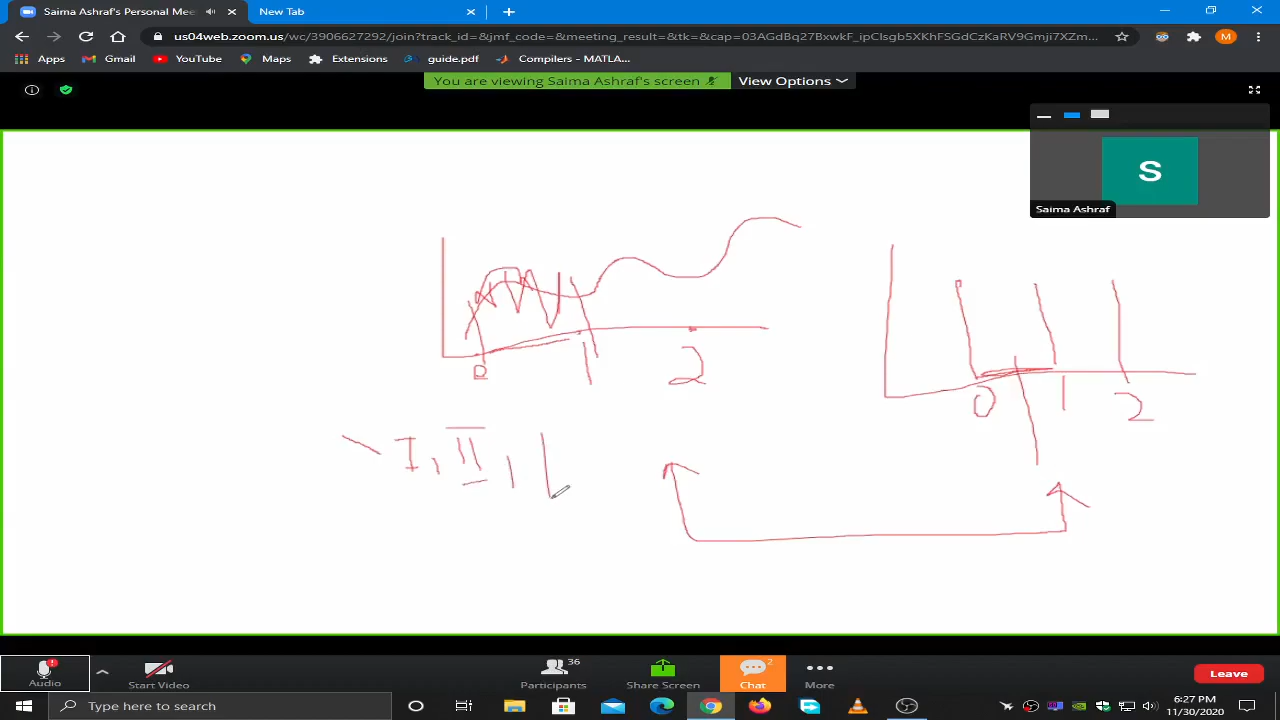 Saima Ashraf's Personal Mee
New Tab
us04web.zoom.us/wc/3906627292/join?track_id=&jmf_code=&meeting_result=&tk=&cap=03AGdBq27BxwkF_ipClsgb5XKhFSGdCzKaRV9Gmji7XZm...
M
Apps
Gmail
YouTube
Maps
Extensions
guide.pdf
Compilers - MATLA...
You are viewing Saima Ashraf's screen
View Options
S
Saima Ashraf
0 1 2
0 1 2
I, II,
Audio
Start Video
36
Participants
Share Screen
2
Chat
More
Leave
Type here to search
6:27 PM
11/30/2020